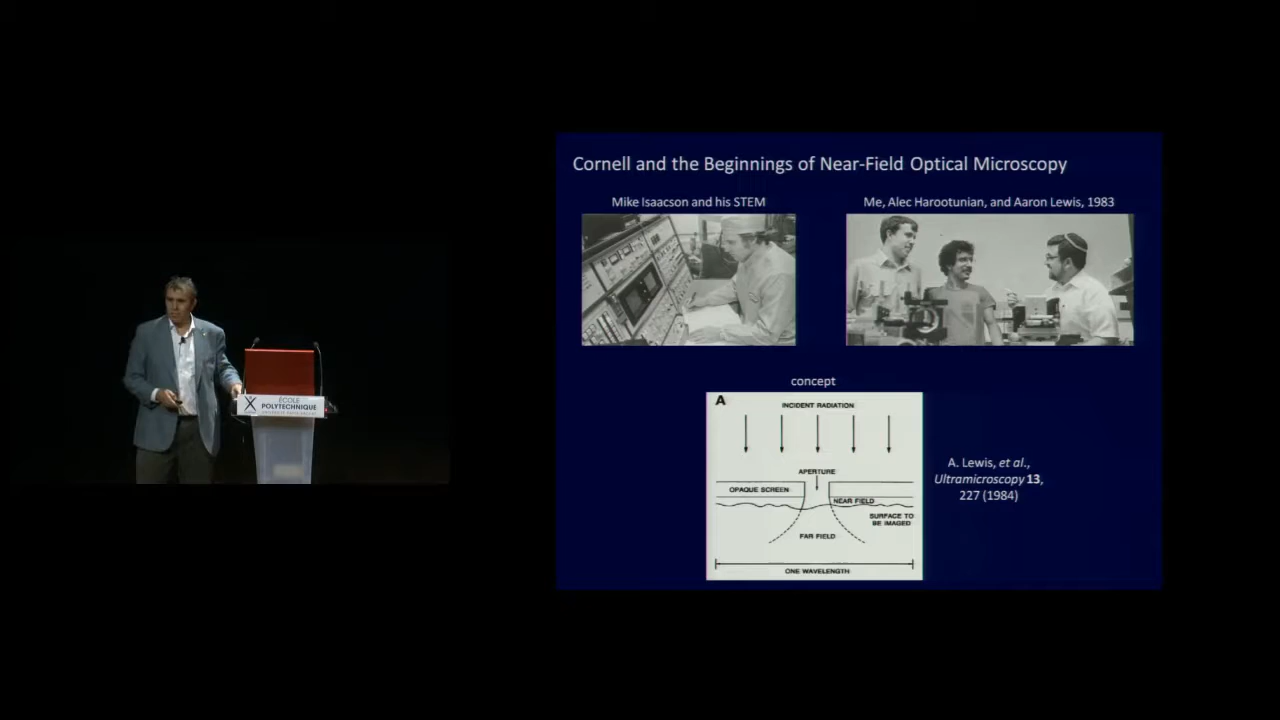 Cornell and the Beginnings of Near-Field Optical Microscopy
Mike Isaacson and his STEM
Me, Alec Harootunian, and Aaron Lewis, 1983
concept
A
INCIDENT RADIATION
APERTURE
OPAQUE SCREEN
NEAR FIELD
SURFACE TO
BE IMAGED
FAR FIELD
ONE WAVELENGTH
A. Lewis, et al.,
Ultramicroscopy 13,
227 (1984)
ÉCOLE
POLYTECHNIQUE